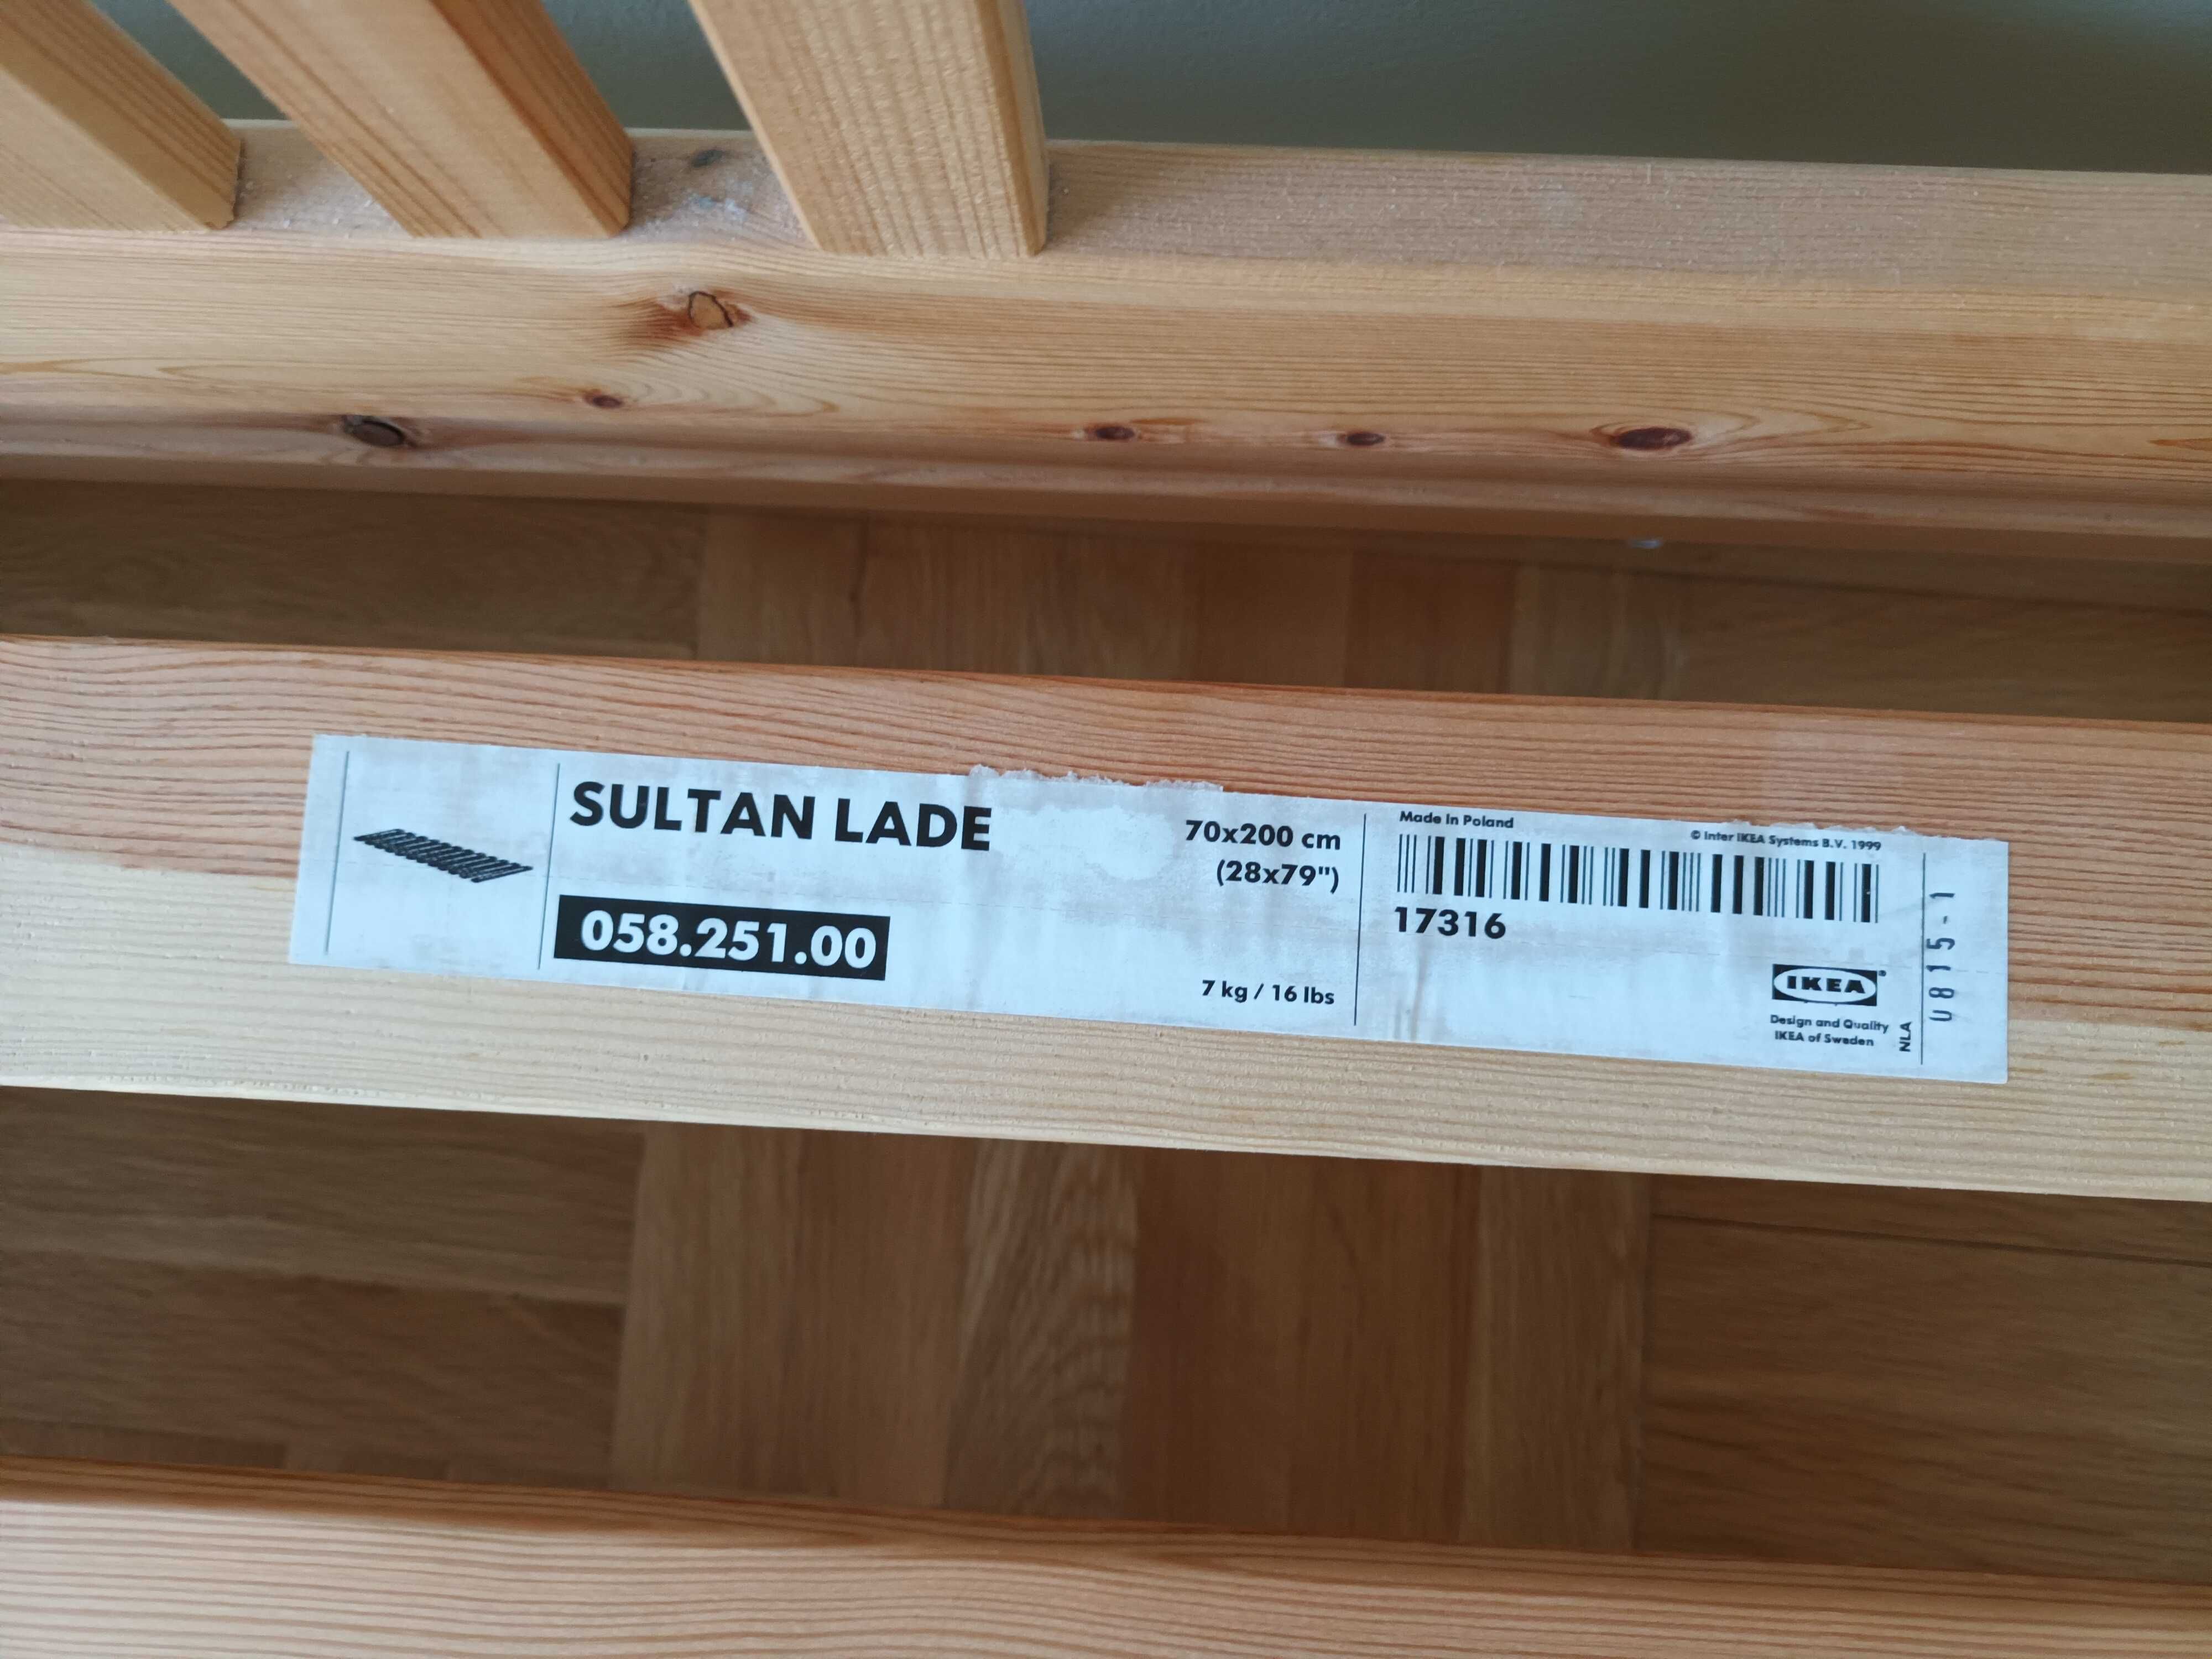 SULTAN LADE
058.251.00
70x200 cm
(28x79")
7 kg / 16 lbs
Made In Poland
© Inter IKEA Systems B.V. 1999
17316
IKEA®
Design and Quality
IKEA of Sweden
NLA
0815-1